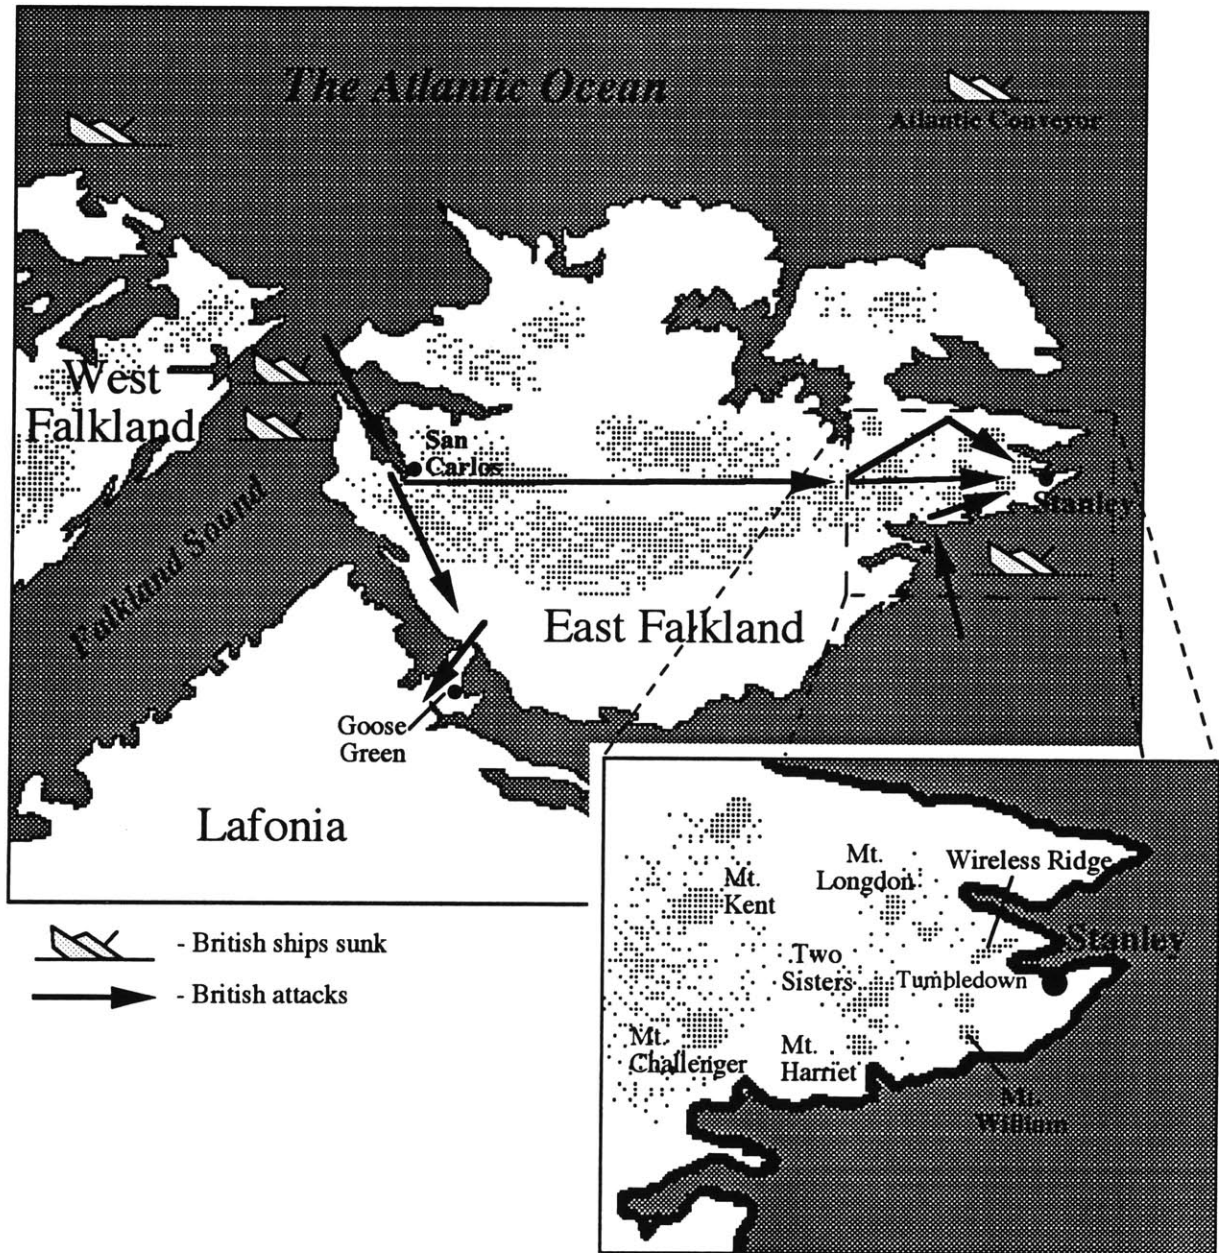 The Atlantic Ocean
Atlantic Conveyor
West
Falkland
San
Carlos
Stanley
Falkland Sound
East Falkland
Goose
Green
Lafonia
- British ships sunk
- British attacks
Mt.
Kent
Mt.
Longdon
Wireless Ridge
Stanley
Two
Sisters
Tumbledown
Mt.
Challenger
Mt.
Harriet
Mt.
William